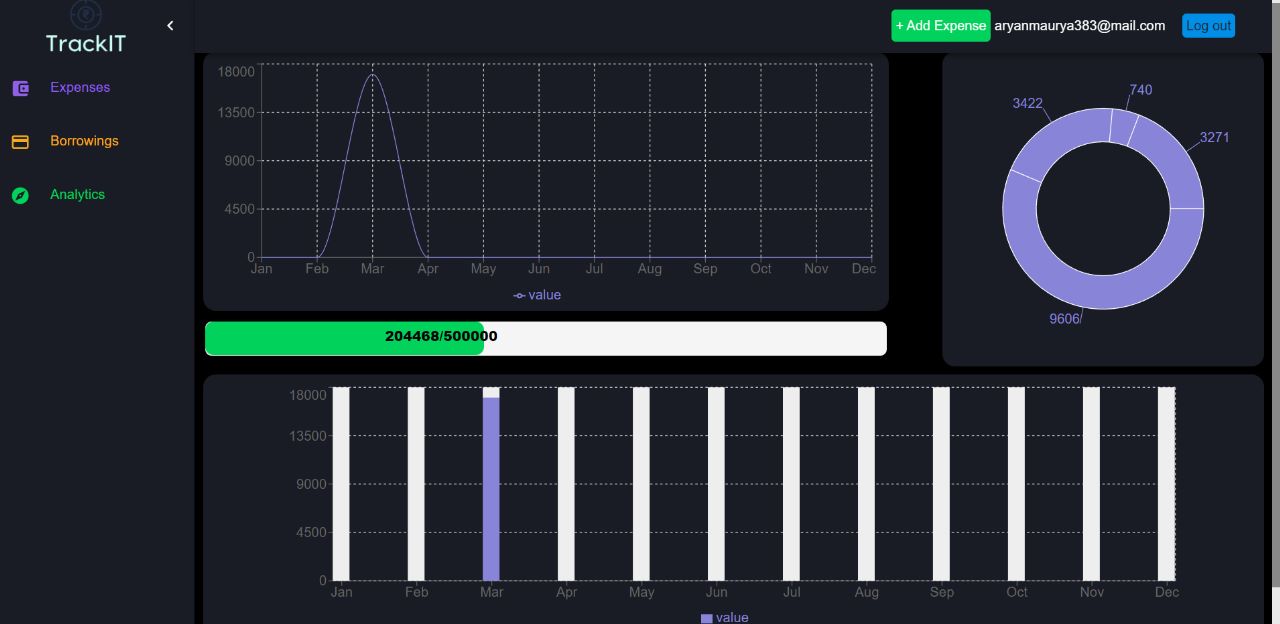 TrackIT
Expenses
Borrowings
Analytics
+ Add Expense aryanmaurya383@mail.com Log out
18000
13500
9000
4500
0
Jan Feb Mar Apr May Jun Jul Aug Sep Oct Nov Dec
value
740
3422
3271
9606
204468/500000
18000
13500
9000
4500
0
Jan Feb Mar Apr May Jun Jul Aug Sep Oct Nov Dec
value